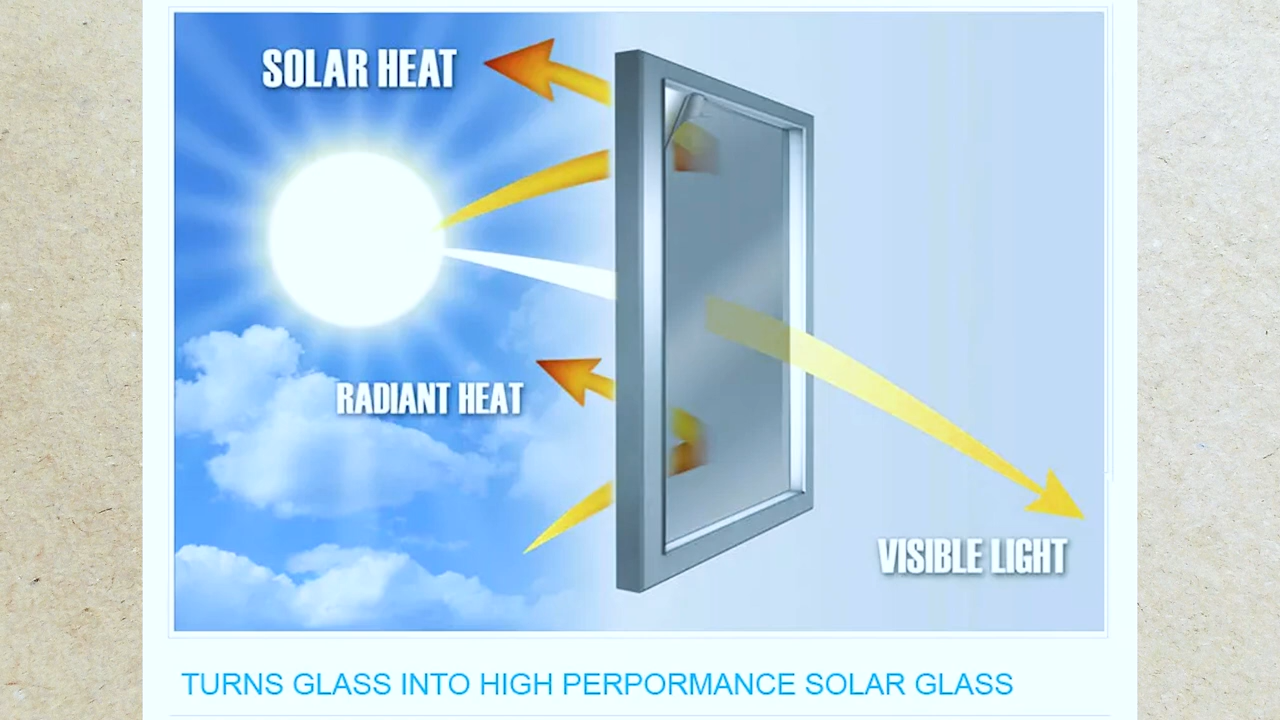 SOLAR HEAT
RADIANT HEAT
VISIBLE LIGHT
TURNS GLASS INTO HIGH PERPORMANCE SOLAR GLASS